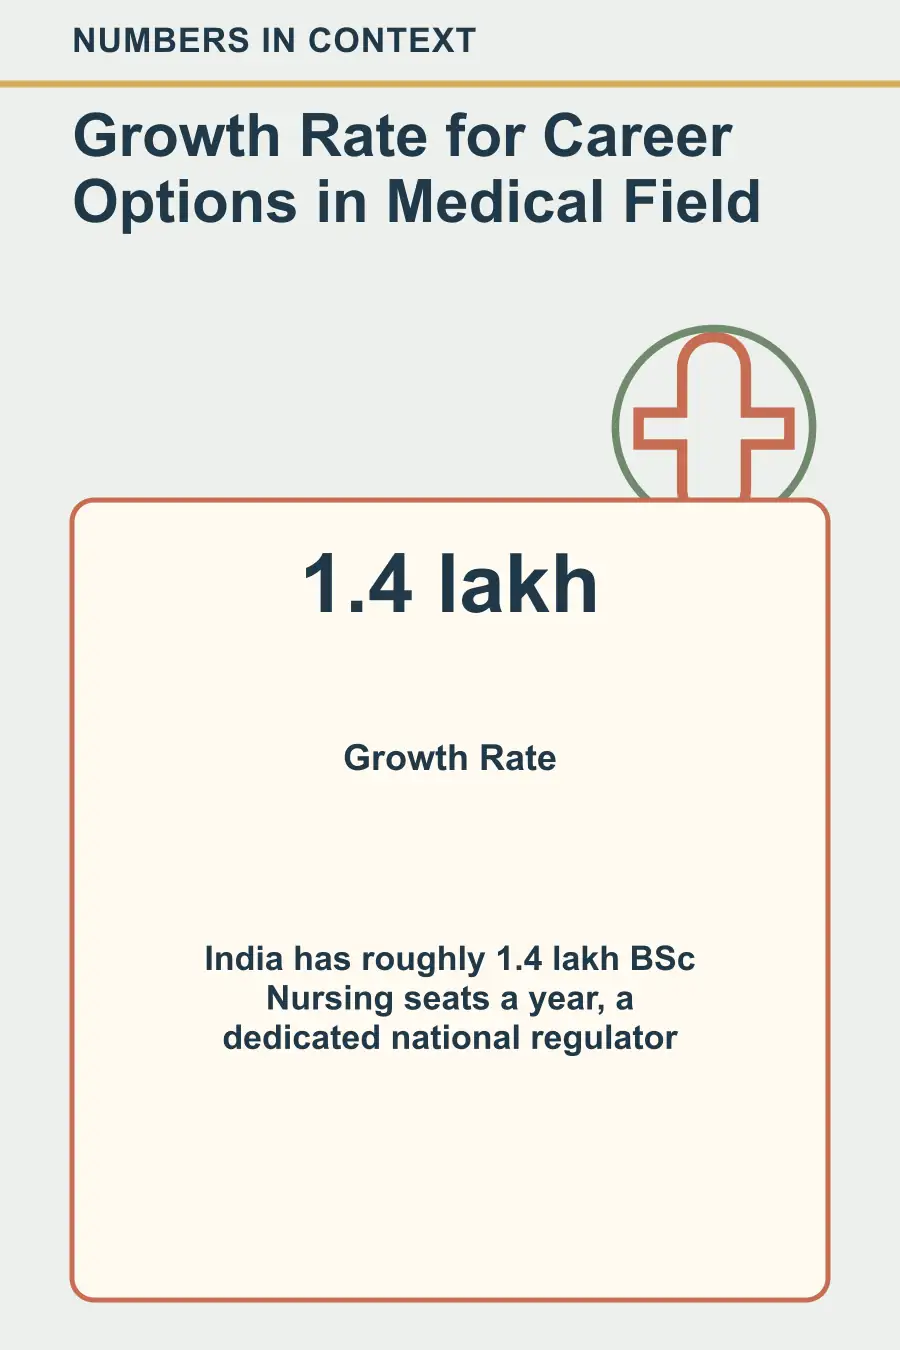 NUMBERS IN CONTEXT
Growth Rate for Career
Options in Medical Field
1.4 lakh
Growth Rate
India has roughly 1.4 lakh BSc
Nursing seats a year, a
dedicated national regulator